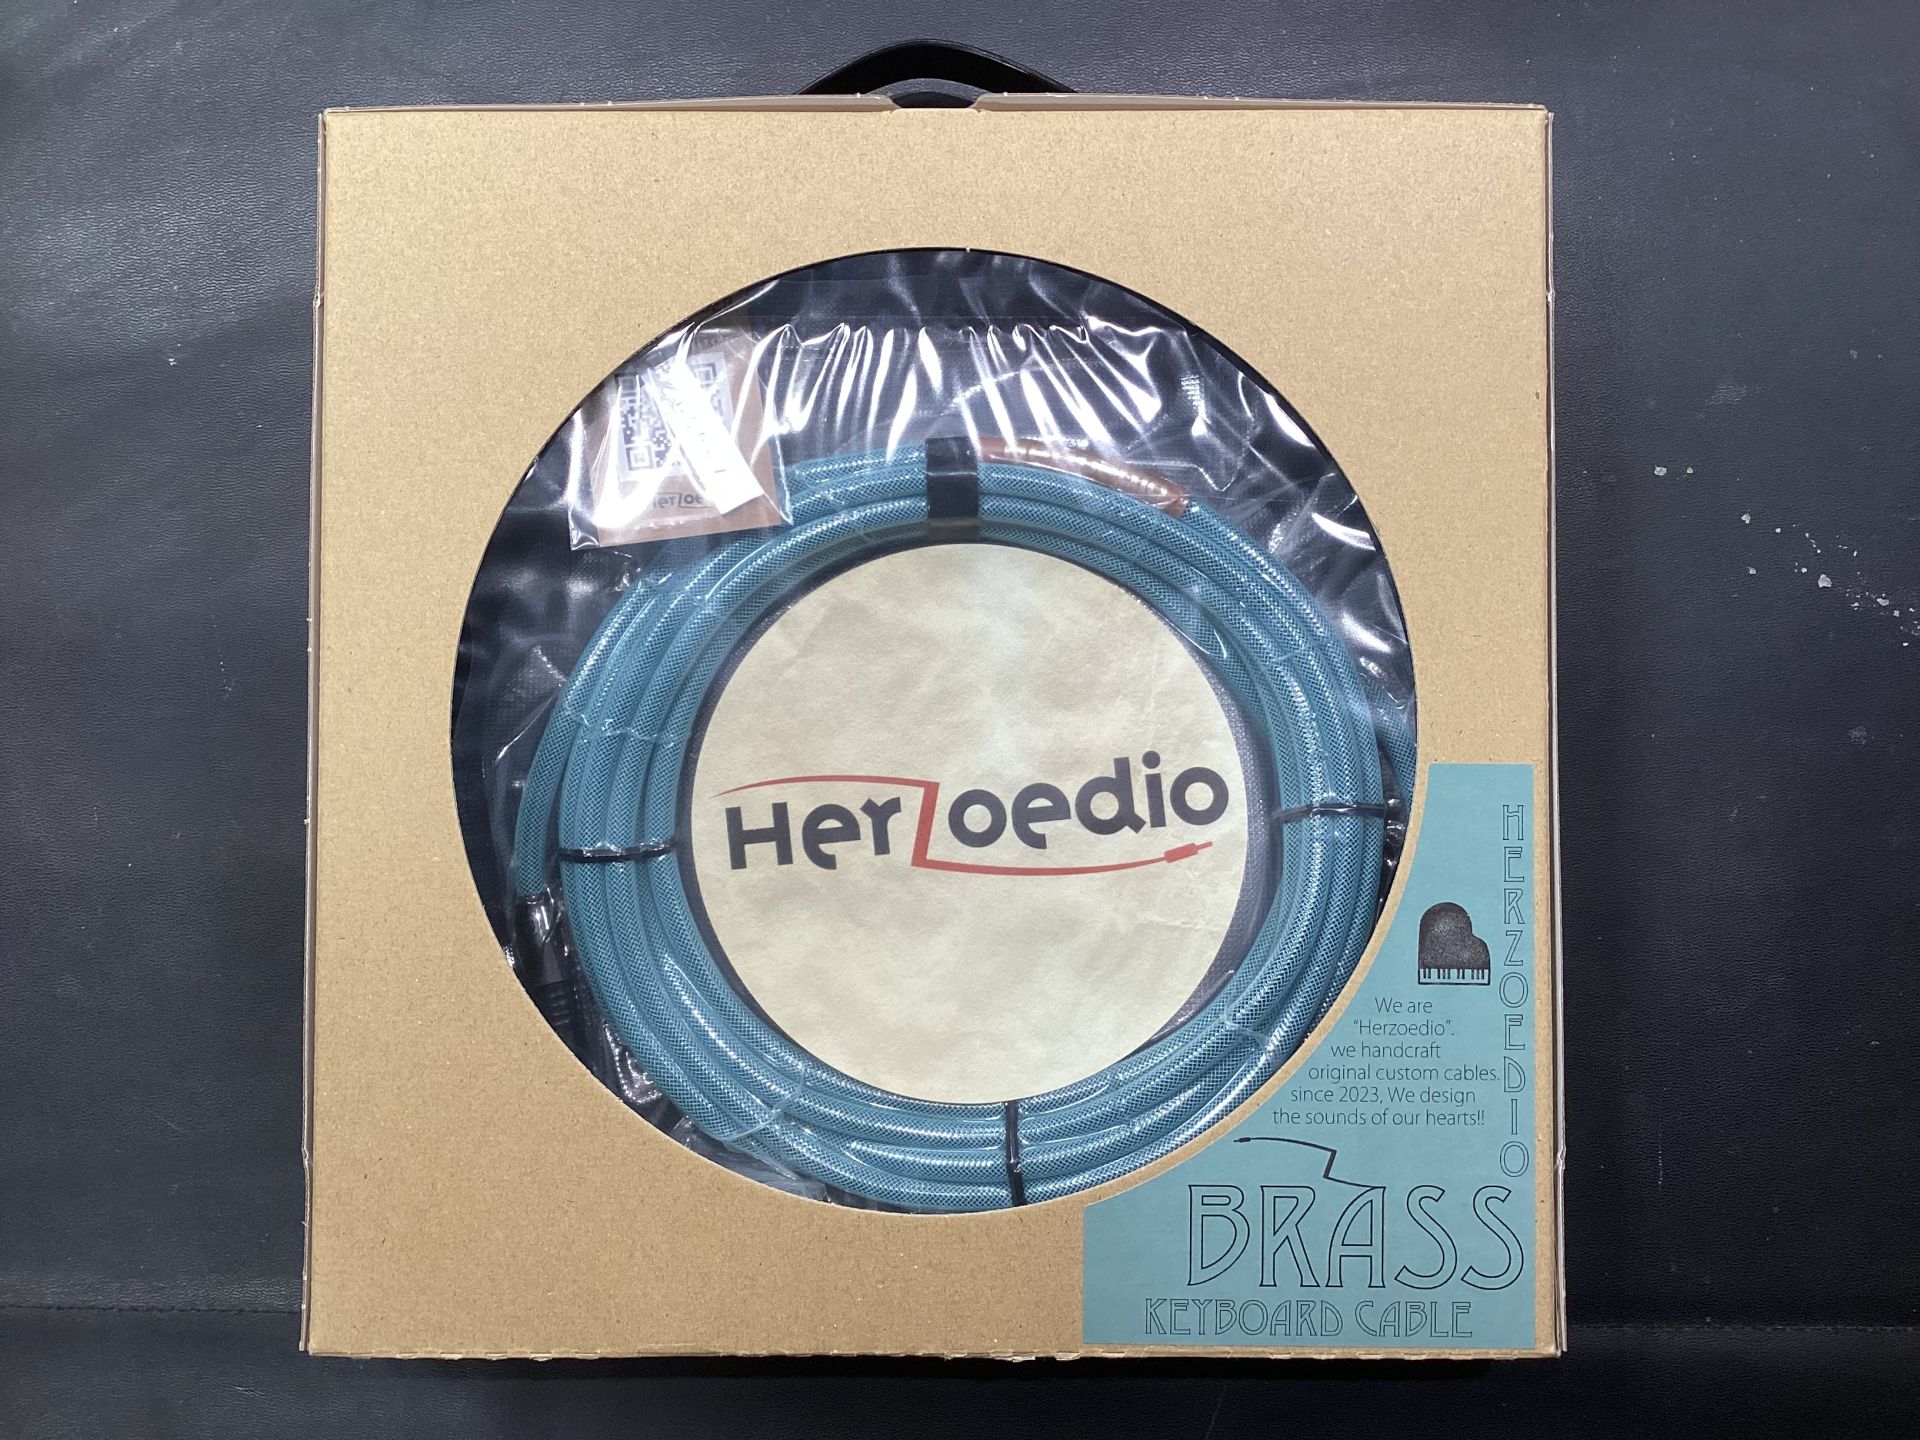 Herzoedio
HERZOEDIO
We are
"Herzoedio".
we handcraft
original custom cables.
since 2023, We design
the sounds of our hearts!!
BRASS
KEYBOARD CABLE